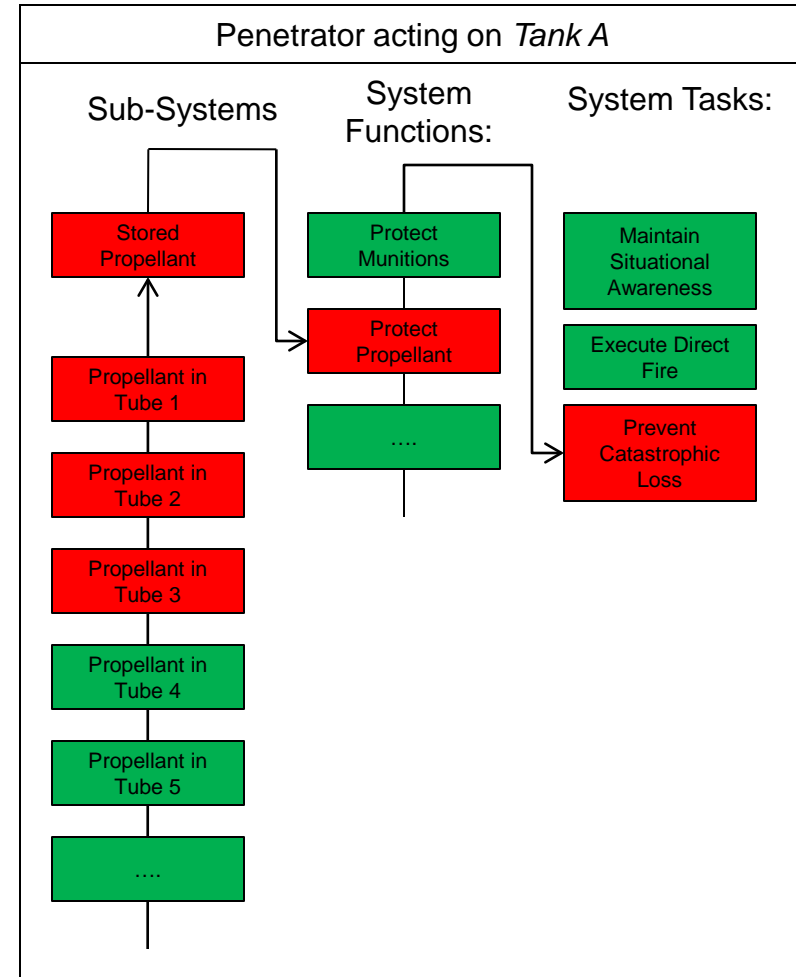 Penetrator acting on Tank A
Sub-Systems
System
Functions:
System Tasks:
Stored
Propellant
Propellant in
Tube 1
Propellant in
Tube 2
Propellant in
Tube 3
Propellant in
Tube 4
Propellant in
Tube 5
....
Protect
Munitions
Protect
Propellant
....
Maintain
Situational
Awareness
Execute Direct
Fire
Prevent
Catastrophic
Loss